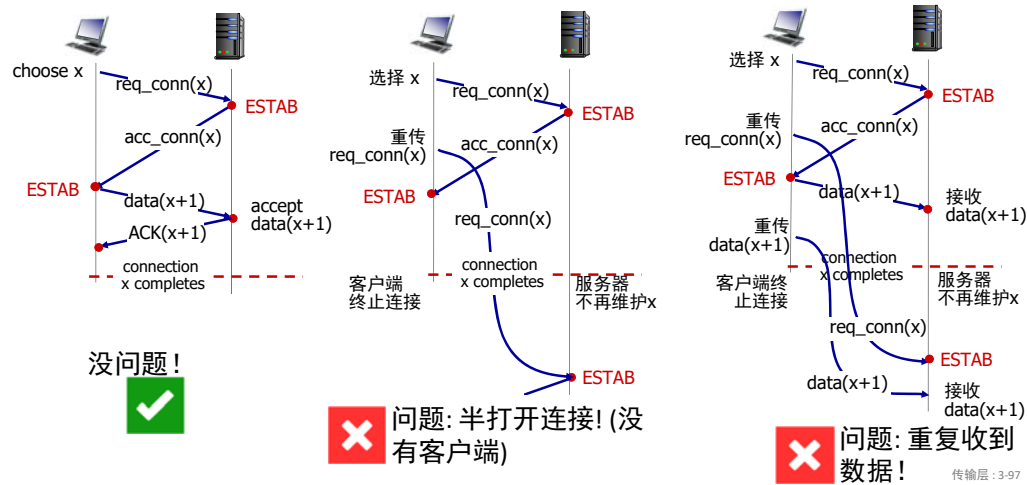 choose x
req_conn(x)
ESTAB
acc_conn(x)
ESTAB
data(x+1)
accept
data(x+1)
ACK(x+1)
connection
x completes
没问题！
选择 x
req_conn(x)
ESTAB
重传
req_conn(x)
acc_conn(x)
ESTAB
req_conn(x)
客户端
终止连接
connection
x completes
服务器
不再维护x
ESTAB
问题: 半打开连接! (没
有客户端)
选择 x
req_conn(x)
ESTAB
重传
req_conn(x)
acc_conn(x)
ESTAB
data(x+1)
接收
data(x+1)
重传
data(x+1)
客户端终
止连接
connection
x completes
服务器
不再维护x
req_conn(x)
ESTAB
data(x+1)
接收
data(x+1)
问题: 重复收到
数据！
传输层 : 3-97